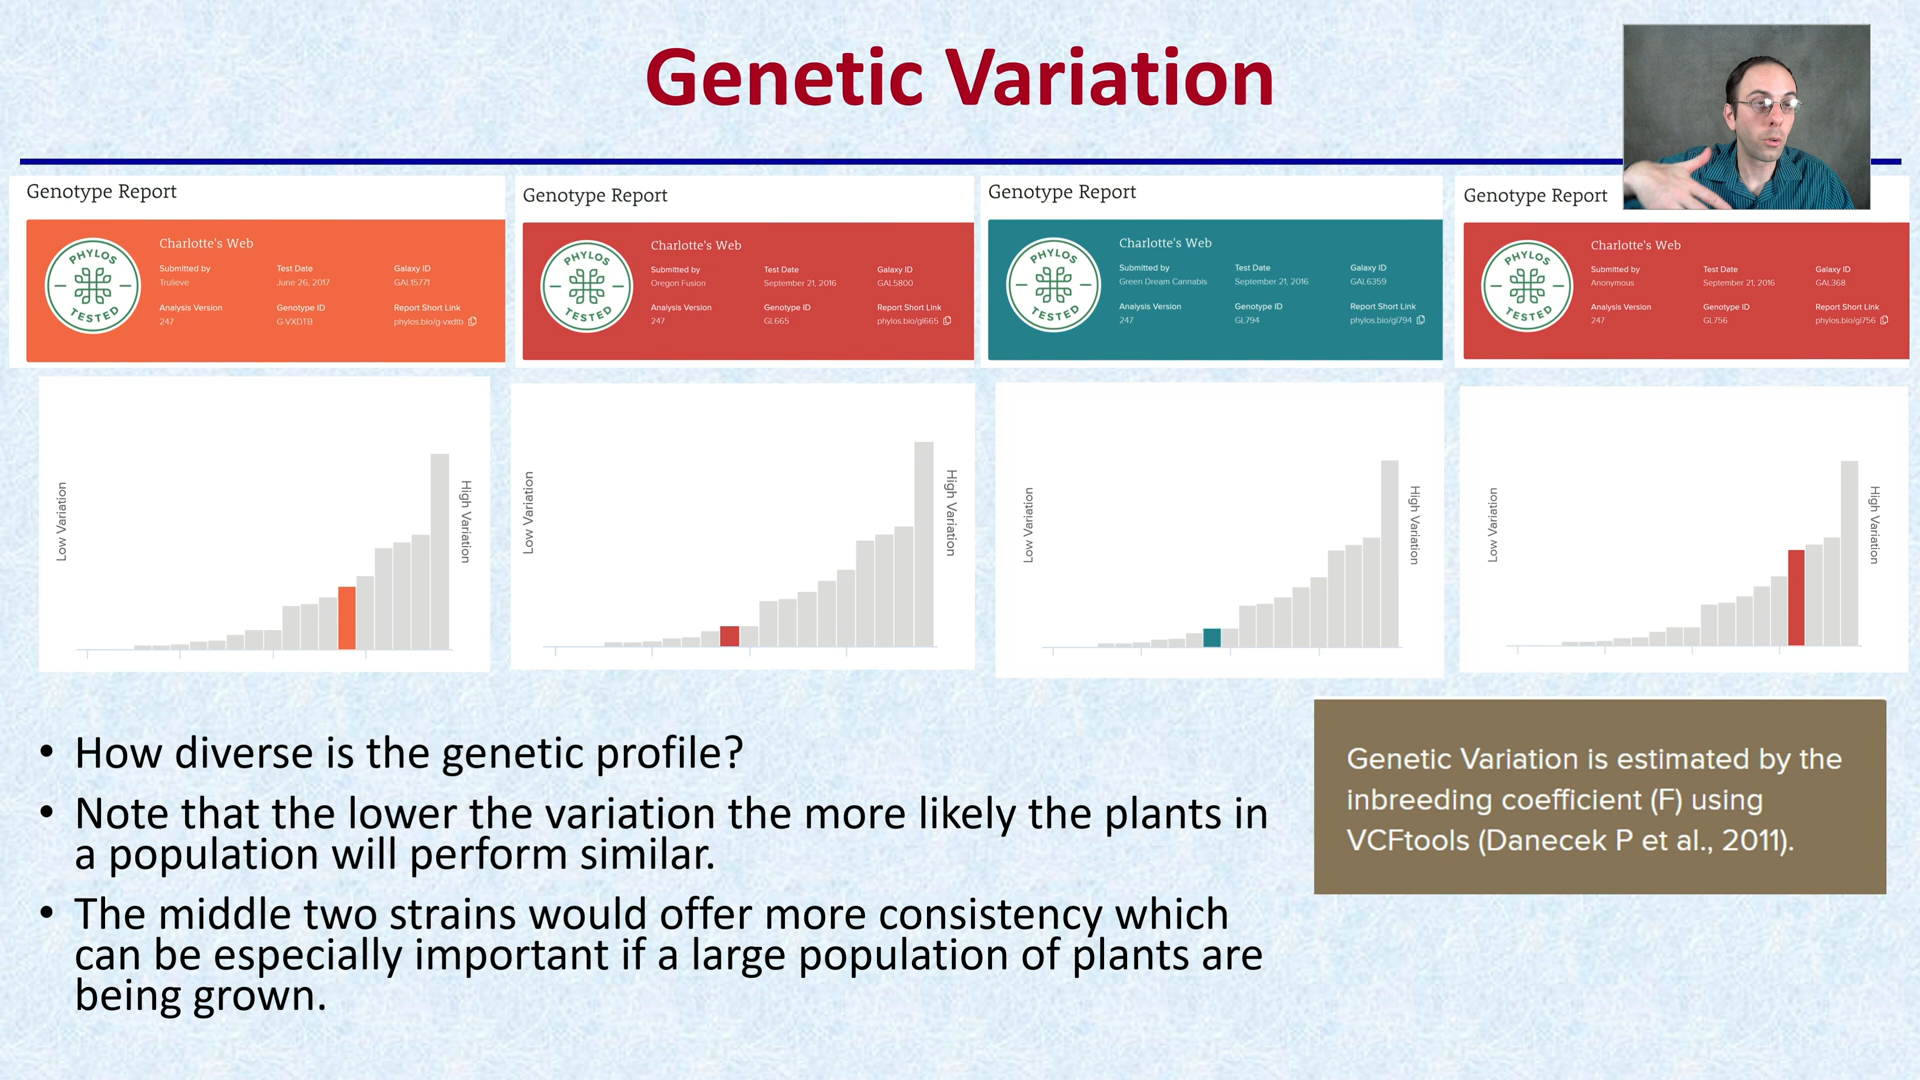 Genetic Variation
Genotype Report
PHYLOS
TESTED
Charlotte's Web
Submitted by Test Date Galaxy ID
Trulieve June 26, 2017 GAL15771
Analysis Version Genotype ID Report Short Link
247 G-VXDTB phylos.bio/g-vxdtb
Genotype Report
PHYLOS
TESTED
Charlotte's Web
Submitted by Test Date Galaxy ID
Oregon Fusion September 21, 2016 GAL5800
Analysis Version Genotype ID Report Short Link
247 GL665 phylos.bio/gl665
Genotype Report
PHYLOS
TESTED
Charlotte's Web
Submitted by Test Date Galaxy ID
Green Dream Cannabis September 21, 2016 GAL6359
Analysis Version Genotype ID Report Short Link
247 GL794 phylos.bio/gl794
Genotype Report
PHYLOS
TESTED
Charlotte's Web
Submitted by Test Date Galaxy ID
Anonymous September 21, 2016 GAL368
Analysis Version Genotype ID Report Short Link
247 GL756 phylos.bio/gl756
Low Variation
High Variation
Low Variation
High Variation
Low Variation
High Variation
Low Variation
High Variation
• How diverse is the genetic profile?
• Note that the lower the variation the more likely the plants in
a population will perform similar.
• The middle two strains would offer more consistency which
can be especially important if a large population of plants are
being grown.
Genetic Variation is estimated by the
inbreeding coefficient (F) using
VCFtools (Danecek P et al., 2011).